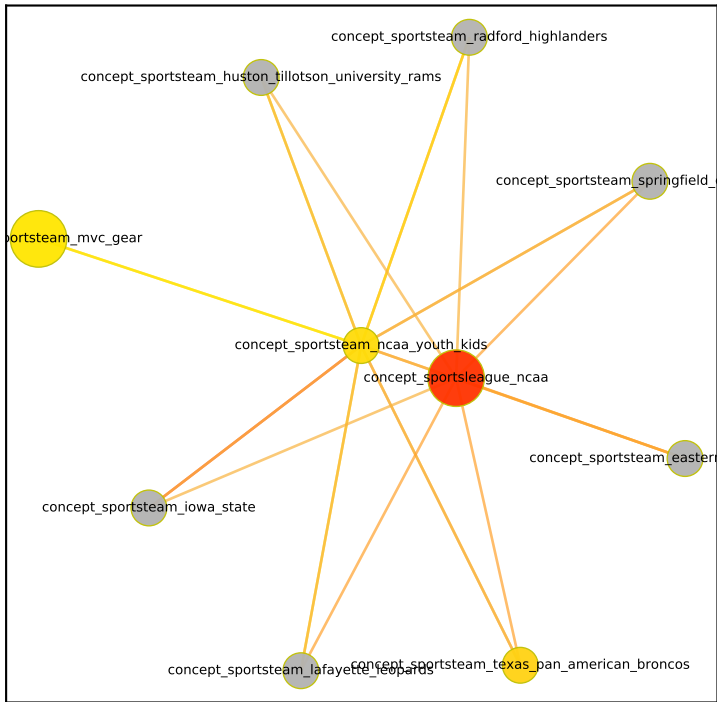 concept_sportsteam_radford_highlanders
concept_sportsteam_huston_tillotson_university_rams
concept_sportsteam_springfield_
portsteam_mvc_gear
concept_sportsteam_ncaa_youth_kids
concept_sportsleague_ncaa
concept_sportsteam_eastern
concept_sportsteam_iowa_state
concept_sportsteam_texas_pan_american_broncos
concept_sportsteam_lafayette_leopards